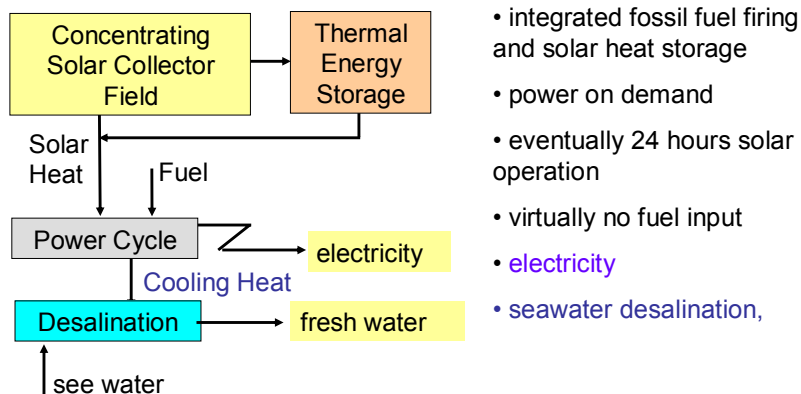 Concentrating
Solar Collector
Field
Thermal
Energy
Storage
Solar
Heat
Fuel
Power Cycle
electricity
Cooling Heat
Desalination
fresh water
see water
• integrated fossil fuel firing
and solar heat storage
• power on demand
• eventually 24 hours solar
operation
• virtually no fuel input
• electricity
• seawater desalination,